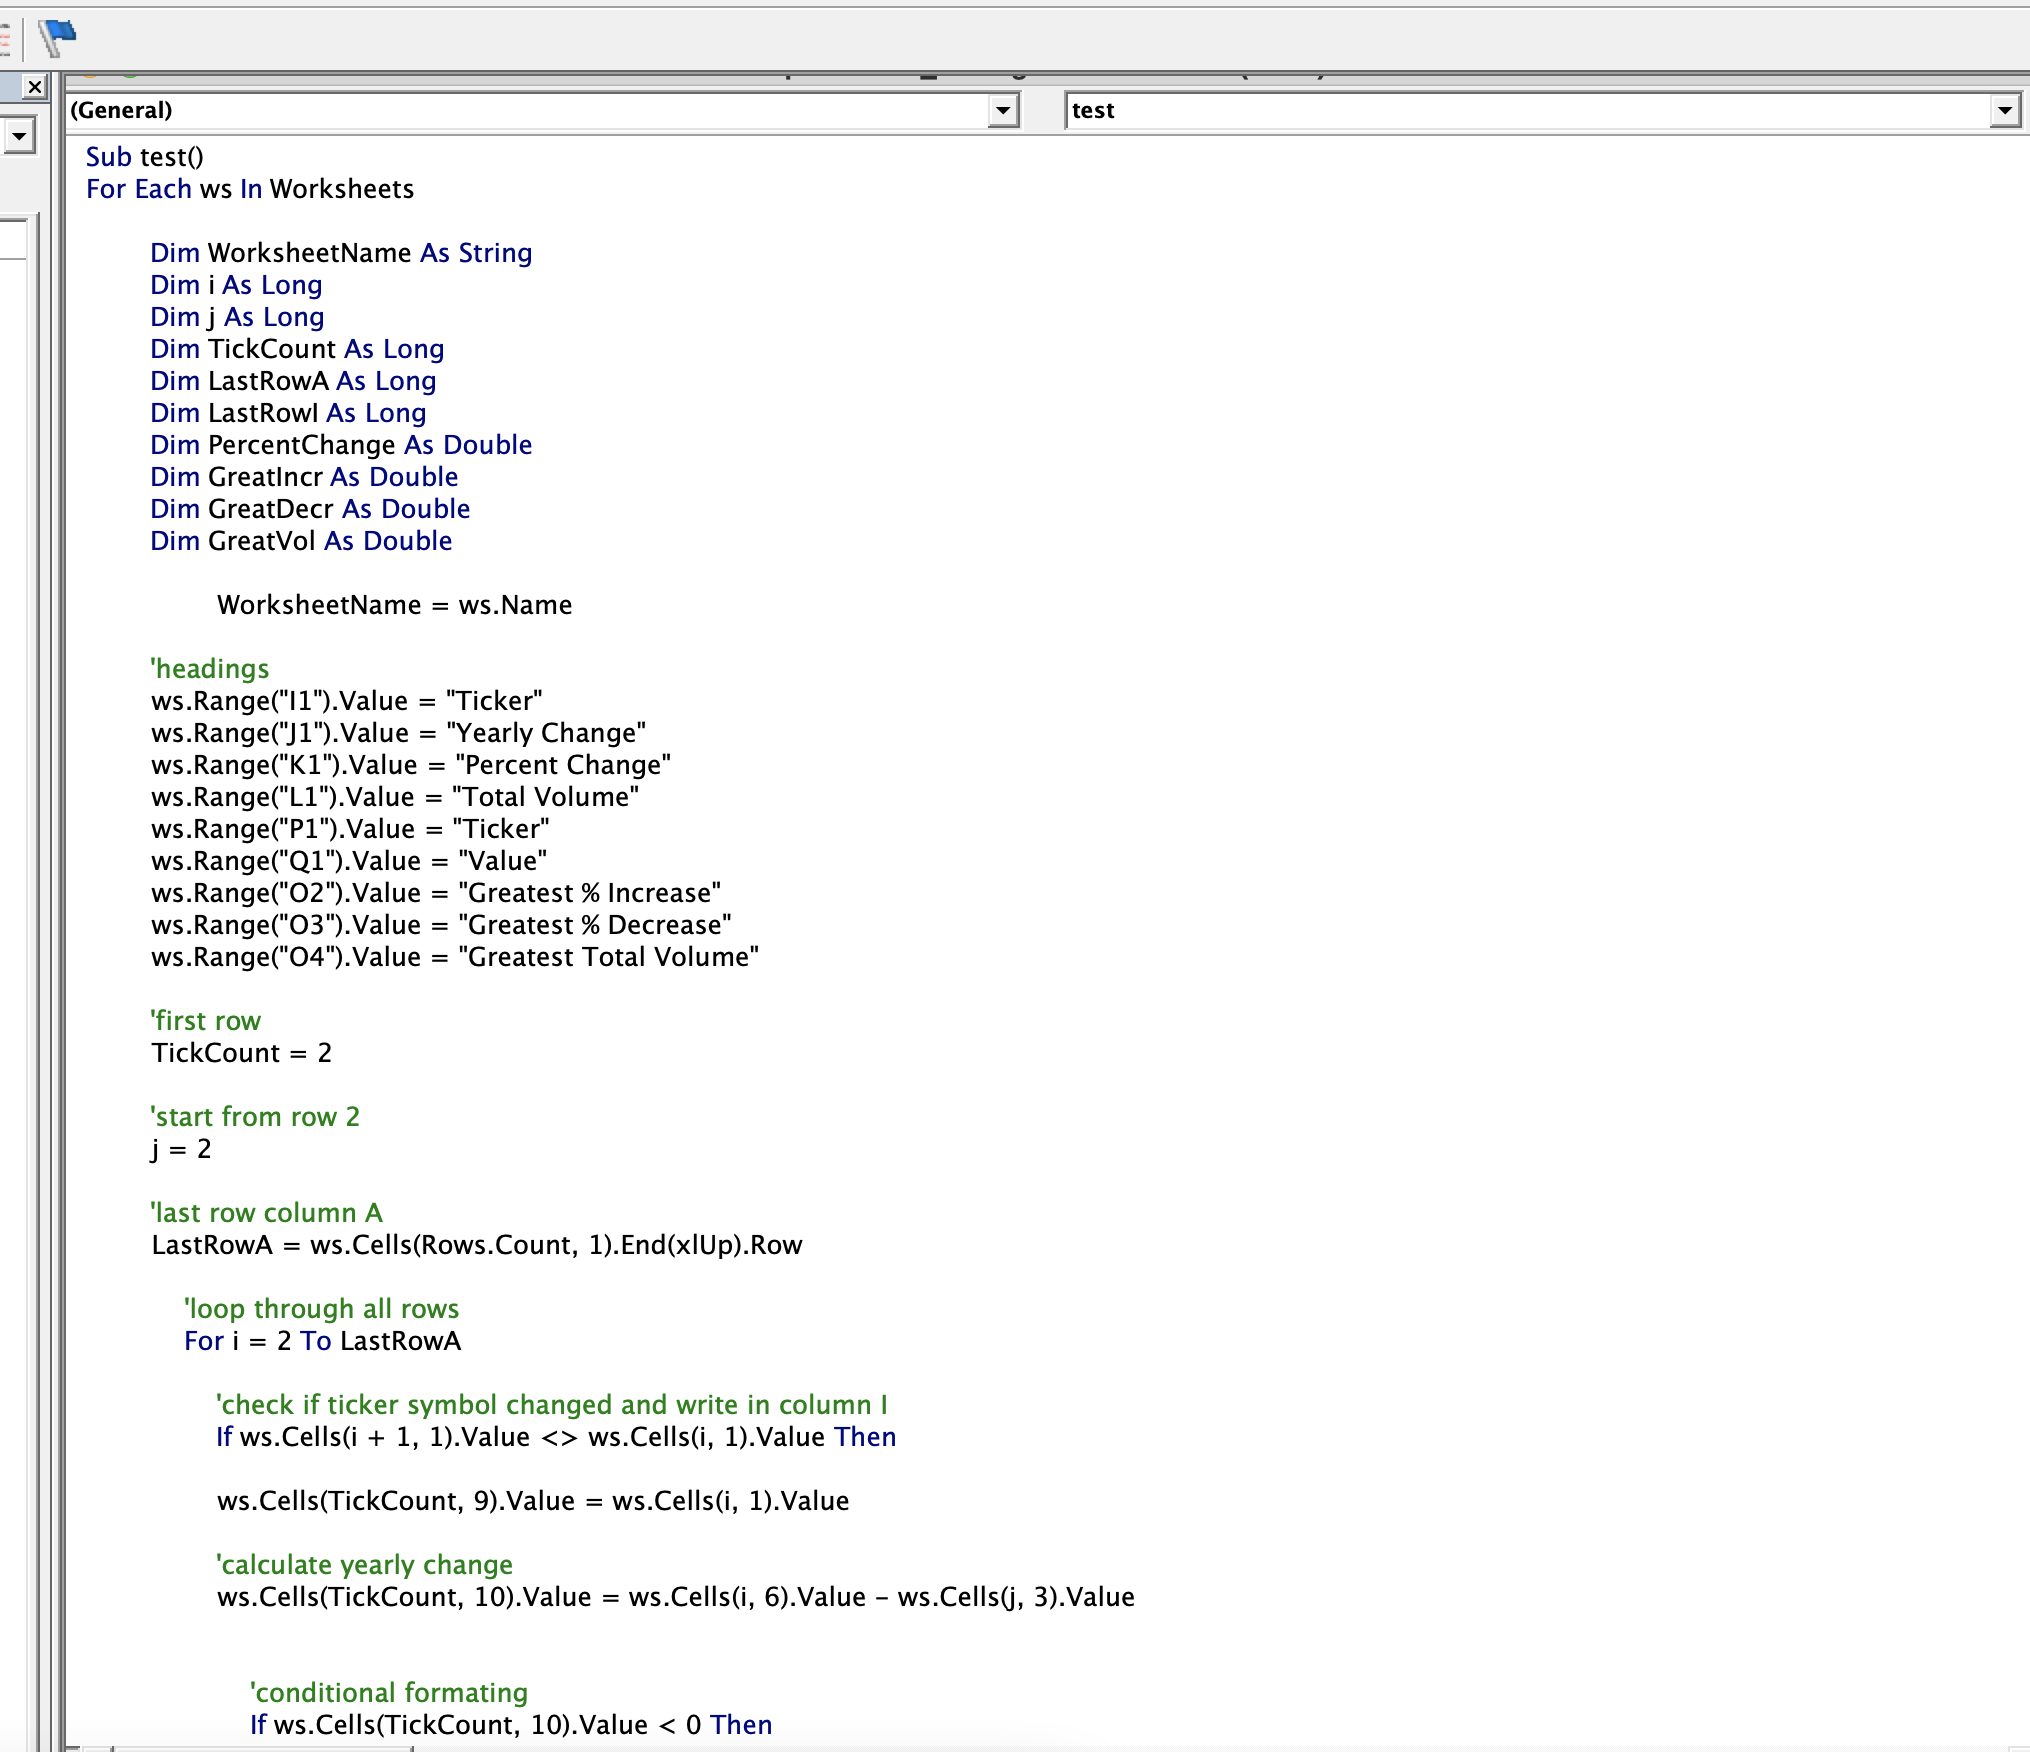 (General)
test
Sub test()
For Each ws In Worksheets
Dim WorksheetName As String
Dim i As Long
Dim j As Long
Dim TickCount As Long
Dim LastRowA As Long
Dim LastRowI As Long
Dim PercentChange As Double
Dim GreatIncr As Double
Dim GreatDecr As Double
Dim GreatVol As Double
WorksheetName = ws.Name
'headings
ws.Range("I1").Value = "Ticker"
ws.Range("J1").Value = "Yearly Change"
ws.Range("K1").Value = "Percent Change"
ws.Range("L1").Value = "Total Volume"
ws.Range("P1").Value = "Ticker"
ws.Range("Q1").Value = "Value"
ws.Range("O2").Value = "Greatest % Increase"
ws.Range("O3").Value = "Greatest % Decrease"
ws.Range("O4").Value = "Greatest Total Volume"
'first row
TickCount = 2
'start from row 2
j = 2
'last row column A
LastRowA = ws.Cells(Rows.Count, 1).End(xlUp).Row
'loop through all rows
For i = 2 To LastRowA
'check if ticker symbol changed and write in column I
If ws.Cells(i + 1, 1).Value <> ws.Cells(i, 1).Value Then
ws.Cells(TickCount, 9).Value = ws.Cells(i, 1).Value
'calculate yearly change
ws.Cells(TickCount, 10).Value = ws.Cells(i, 6).Value - ws.Cells(j, 3).Value
'conditional formating
If ws.Cells(TickCount, 10).Value < 0 Then